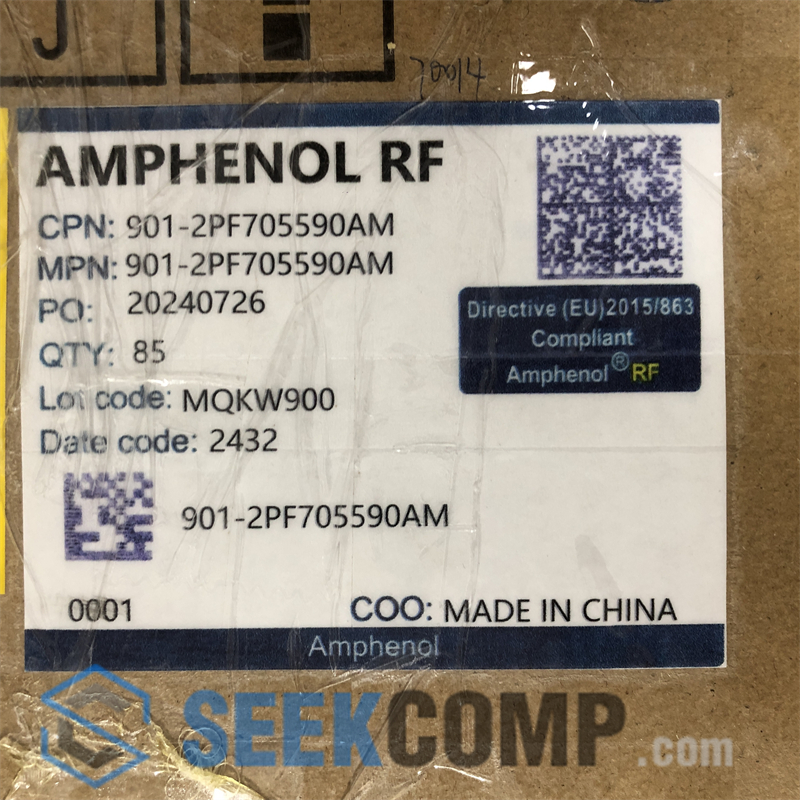 J
AMPHENOL RF
CPN: 901-2PF705590AM
MPN: 901-2PF705590AM
PO: 20240726
QTY: 85
Lot code: MQKW900
Date code: 2432
Directive (EU)2015/863
Compliant
Amphenol® RF
901-2PF705590AM
0001
COO: MADE IN CHINA
Amphenol
SEEKCOMP.com